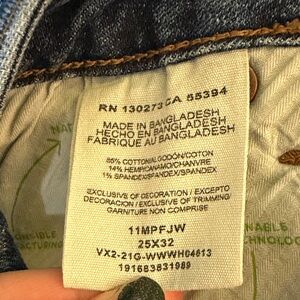 RN 130273 CA 55394
MADE IN BANGLADESH
HECHO EN BANGLADESH
FABRIQUE AU BANGLADESH
85% COTTON/ALGODÓN/COTON
14% HEMP/CANAMO/CHANVRE
1% SPANDEX/SPANDEX/SPANDEX
EXCLUSIVE OF DECORATION / EXCEPTO
DECORACION / EXCLUSIVE OF TRIMMING
GARNITURE NON COMPRISE
11MPFJW
25X32
VX2-21G-WWWH04613
191683831989